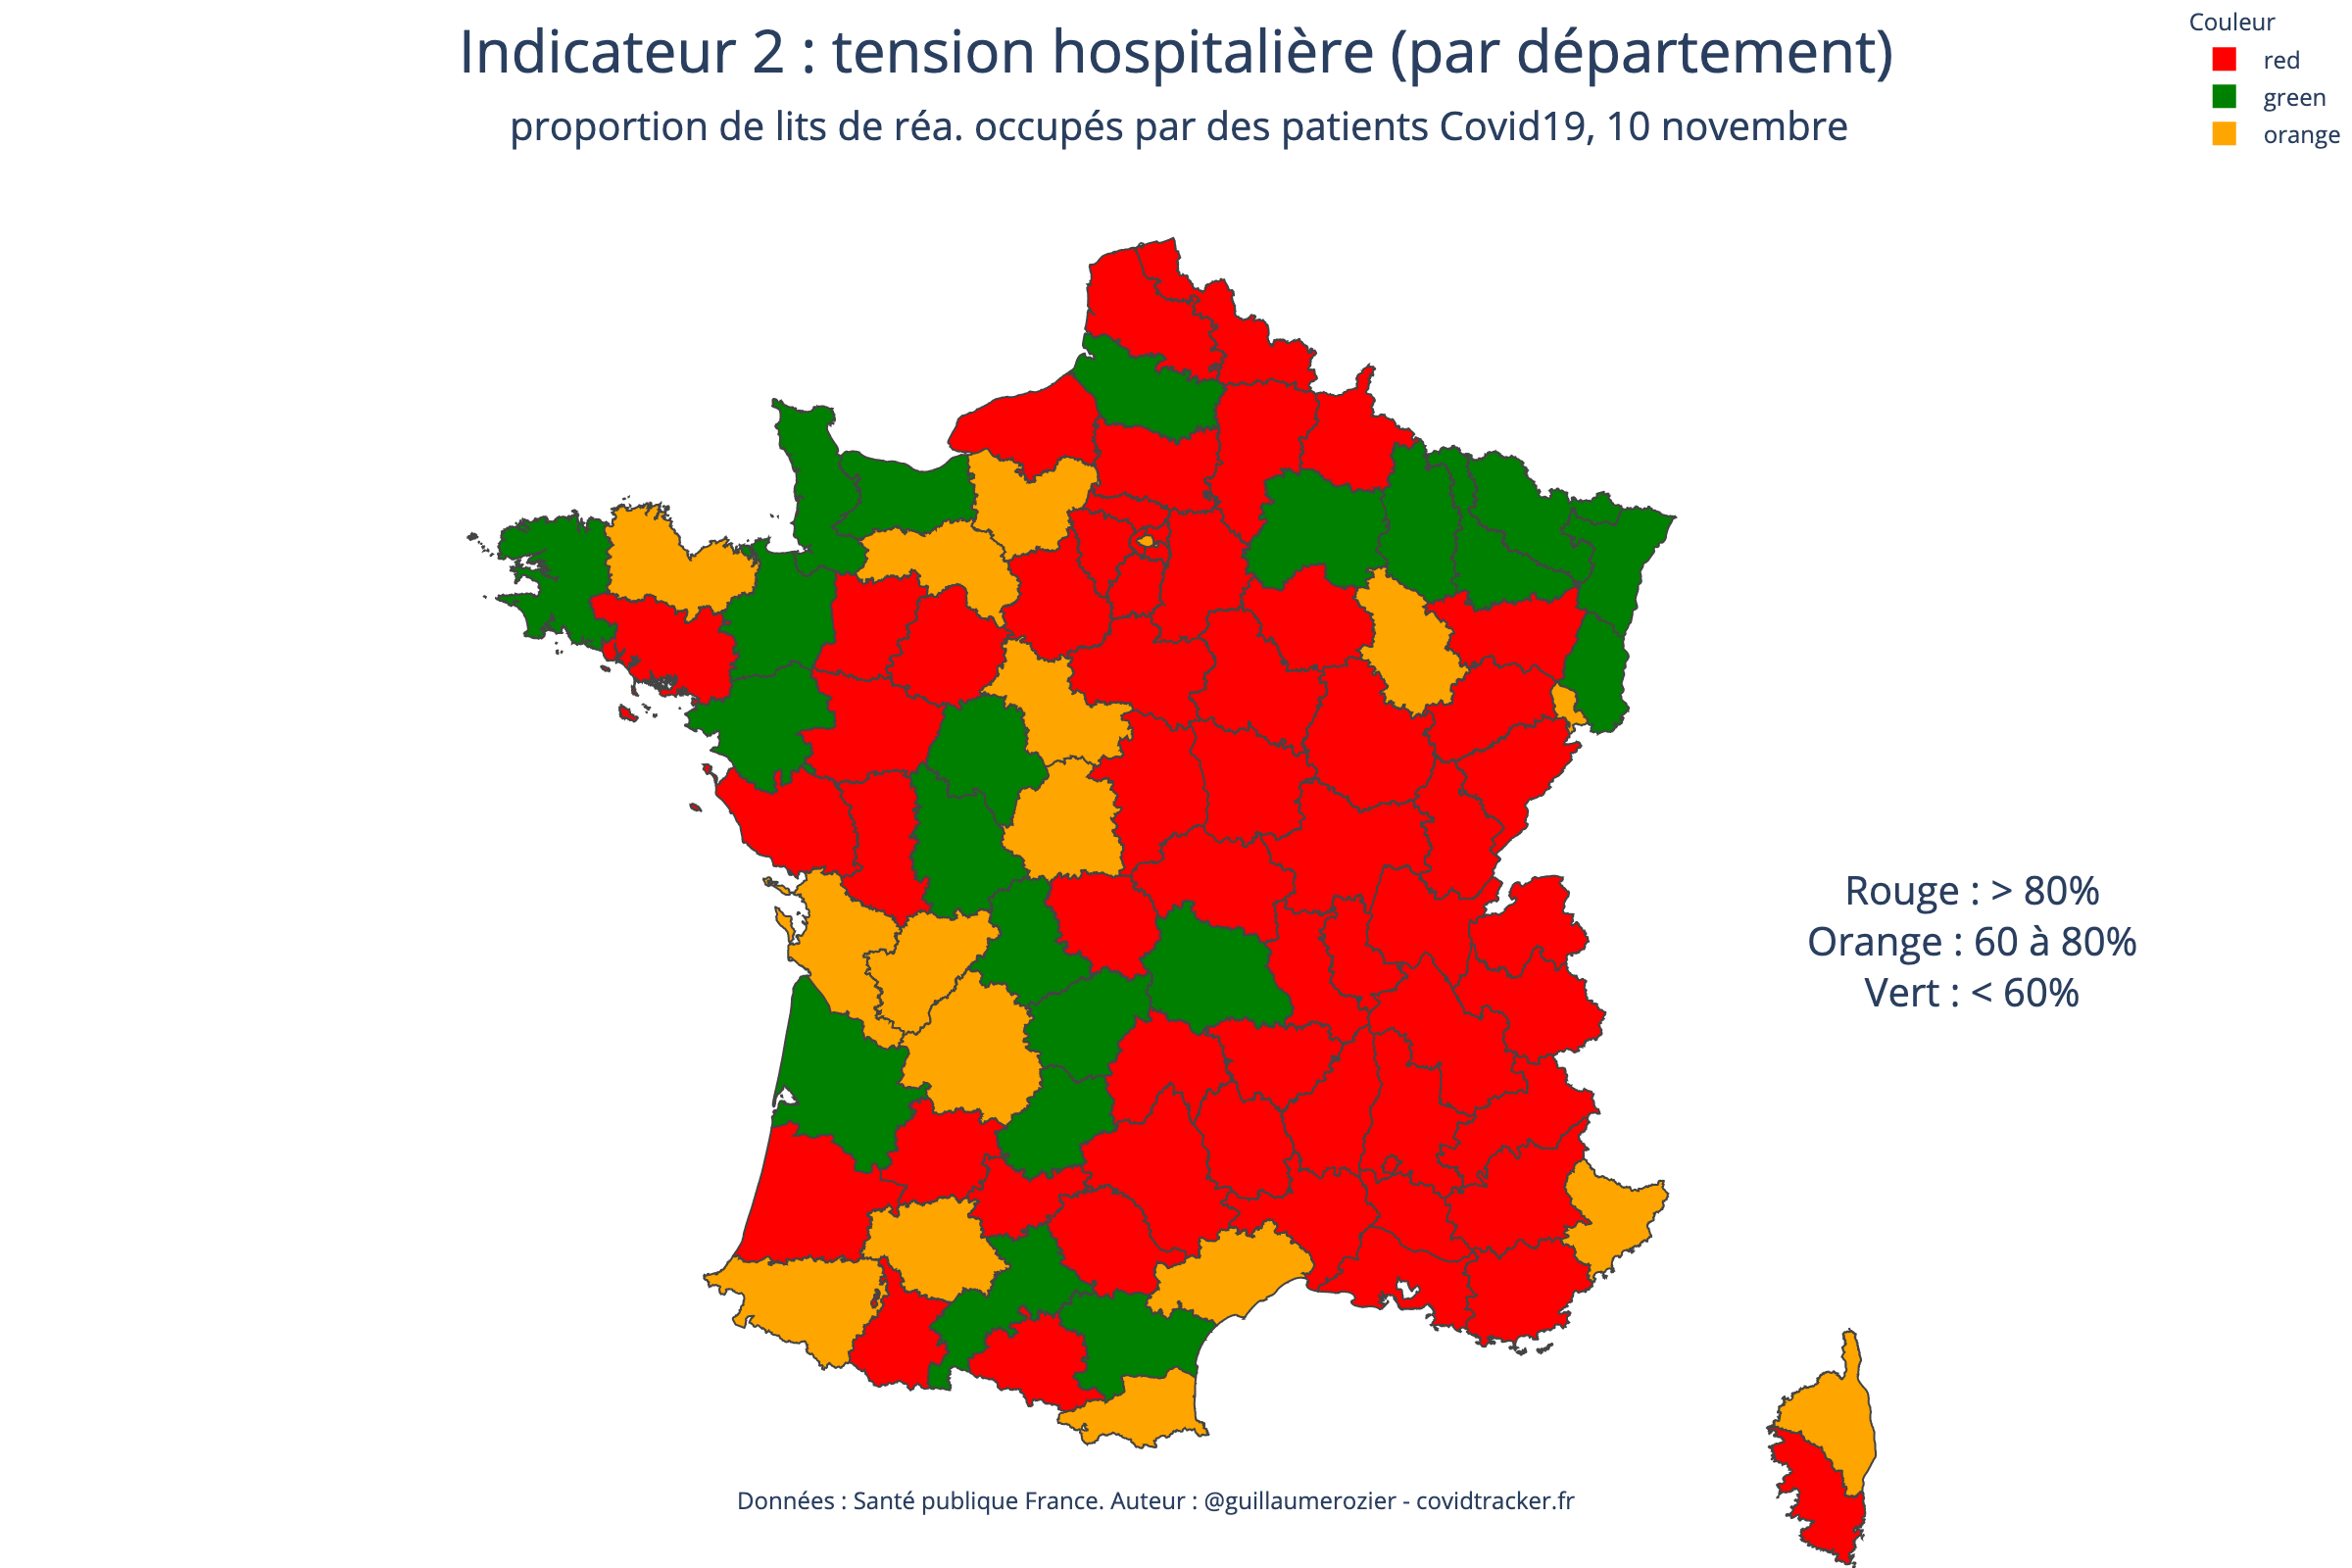 Indicateur 2 : tension hospitalière (par département)
proportion de lits de réa. occupés par des patients Covid19, 10 novembre
Couleur
red
green
orange
Rouge : > 80%
Orange : 60 à 80%
Vert : < 60%
Données : Santé publique France. Auteur : @guillaumerozier - covidtracker.fr